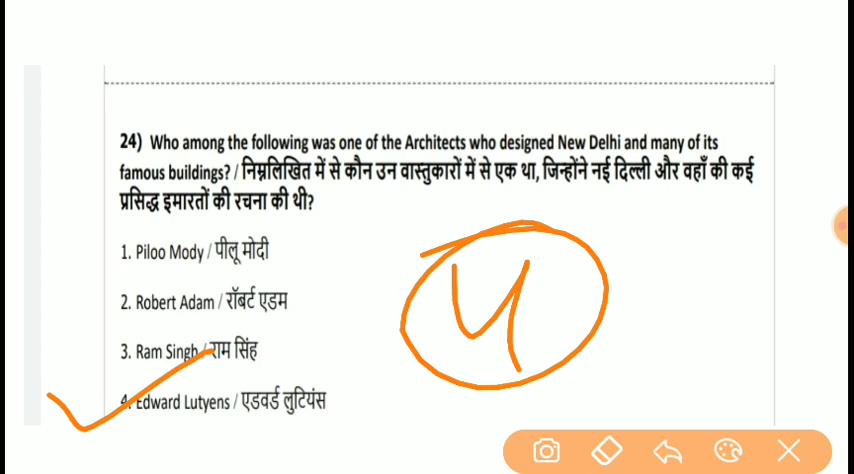 24) Who among the following was one of the Architects who designed New Delhi and many of its
famous buildings? / निम्नलिखित में से कौन उन वास्तुकारों में से एक था, जिन्होंने नई दिल्ली और वहाँ की कई
प्रसिद्ध इमारतों की रचना की थी?
1. Piloo Mody / पीलू मोदी
2. Robert Adam / रॉबर्ट एडम
3. Ram Singh / राम सिंह
4. Edward Lutyens / एडवर्ड लुटियंस
4